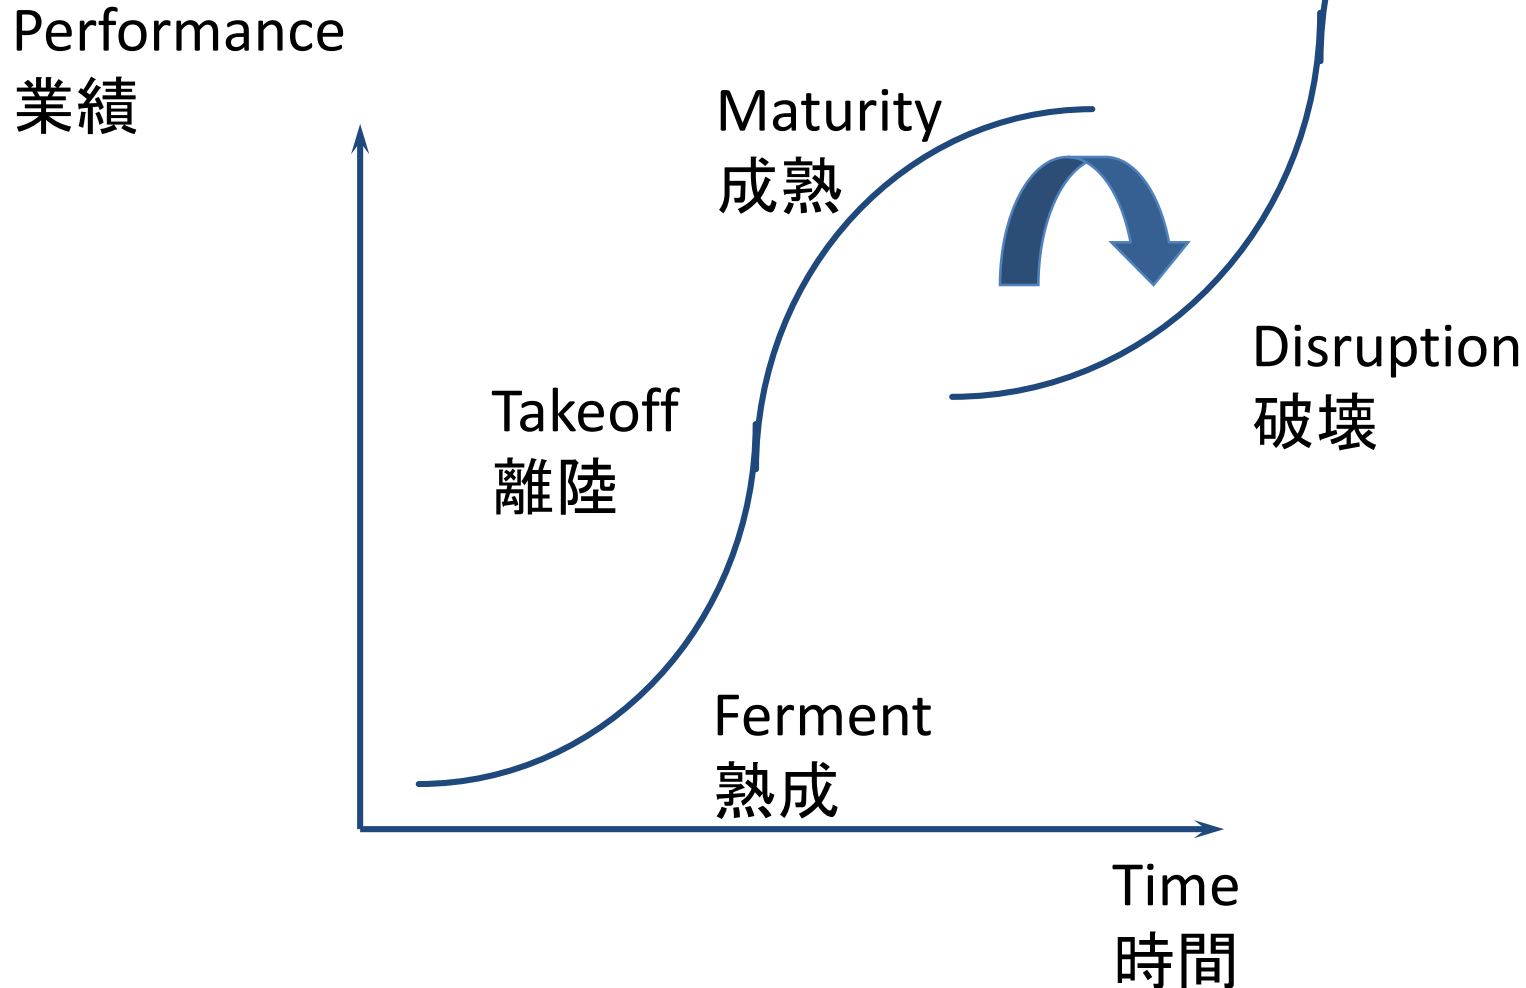 Performance
業績
Maturity
成熟
Takeoff
離陸
Disruption
破壊
Ferment
熟成
Time
時間